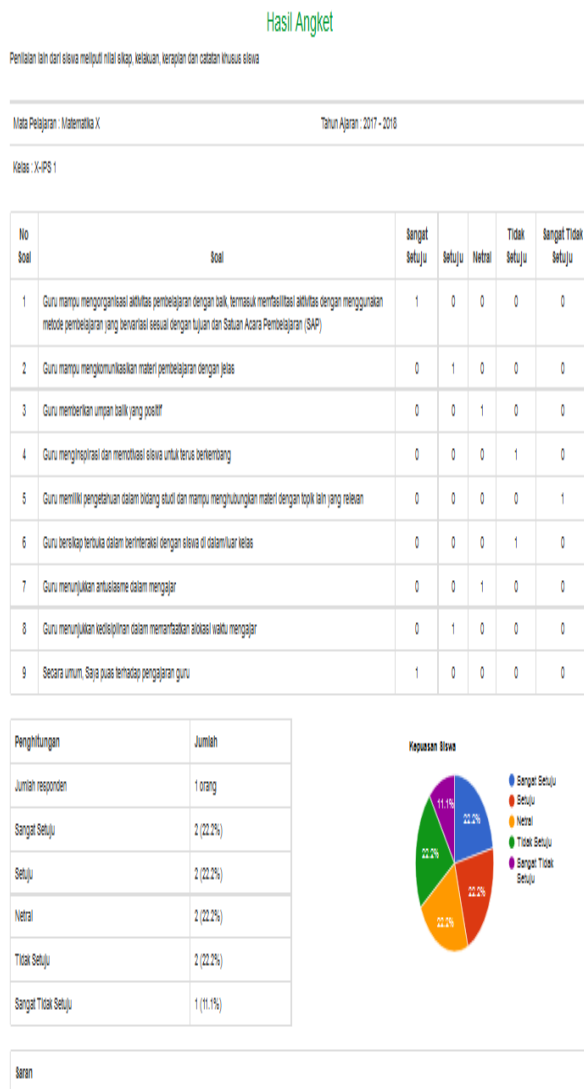 Hasil Angket
Penilaian lain dari siswa meliputi nilai sikap, kelakuan, kerapian dan catatan khusus siswa
Mata Pelajaran : Matematika X Tahun Ajaran : 2017 - 2018
Kelas : X-IPS 1
No Soal Soal Sangat Setuju Setuju Netral Tidak Setuju Sangat Tidak Setuju
1 Guru mampu mengorganisasi aktivitas pembelajaran dengan baik, termasuk memfasilitasi aktivitas dengan menggunakan 1 0 0 0 0
metode pembelajaran yang bervariasi sesuai dengan tujuan dan Satuan Acara Pembelajaran (SAP)
2 Guru mampu mengkomunikasikan materi pembelajaran dengan jelas 0 1 0 0 0
3 Guru memberikan umpan balik yang positif 0 0 1 0 0
4 Guru menginspirasi dan memotivasi siswa untuk terus berkembang 0 0 0 1 0
5 Guru memiliki pengetahuan dalam bidang studi dan mampu menghubungkan materi dengan topik lain yang relevan 0 0 0 0 1
6 Guru bersikap terbuka dalam berinteraksi dengan siswa di dalam/luar kelas 0 0 0 1 0
7 Guru menunjukkan antusiasme dalam mengajar 0 0 1 0 0
8 Guru menunjukkan kedisiplinan dalam memanfaatkan alokasi waktu mengajar 0 1 0 0 0
9 Secara umum, Saya puas terhadap pengajaran guru 1 0 0 0 0
Penghitungan Jumlah
Jumlah responden 1 orang
Sangat Setuju 2 (22.2%)
Setuju 2 (22.2%)
Netral 2 (22.2%)
Tidak Setuju 2 (22.2%)
Sangat Tidak Setuju 1 (11.1%)
Kepuasan Siswa
11.1%
22.2%
22.2%
22.2%
22.2%
Sangat Setuju
Setuju
Netral
Tidak Setuju
Sangat Tidak
Setuju
Saran